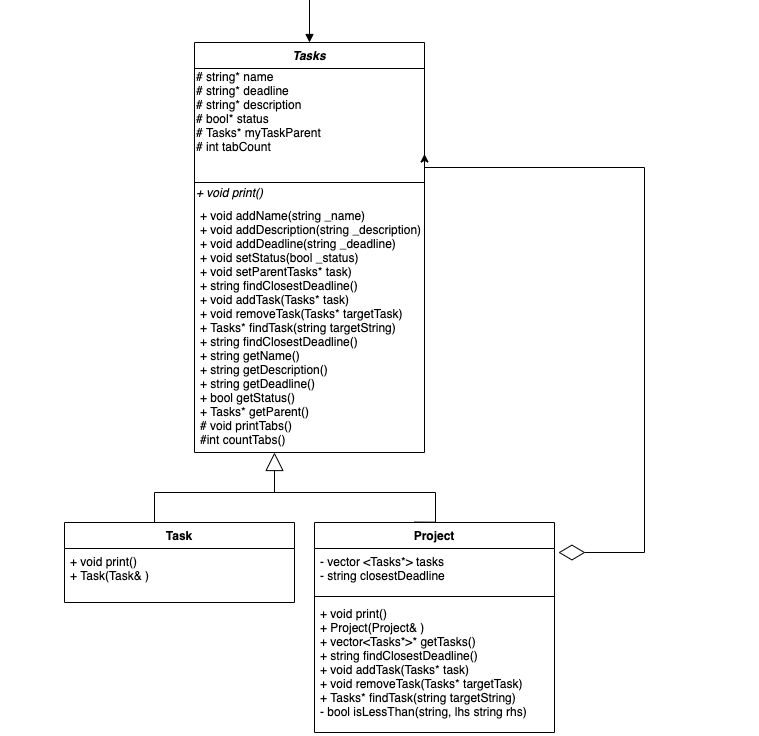 Tasks
# string* name
# string* deadline
# string* description
# bool* status
# Tasks* myTaskParent
# int tabCount
+ void print()
+ void addName(string _name)
+ void addDescription(string _description)
+ void addDeadline(string _deadline)
+ void setStatus(bool _status)
+ void setParentTasks* task)
+ string findClosestDeadline()
+ void addTask(Tasks* task)
+ void removeTask(Tasks* targetTask)
+ Tasks* findTask(string targetString)
+ string findClosestDeadline()
+ string getName()
+ string getDescription()
+ string getDeadline()
+ bool getStatus()
+ Tasks* getParent()
# void printTabs()
#int countTabs()
Task
+ void print()
+ Task(Task& )
Project
- vector <Tasks*> tasks
- string closestDeadline
+ void print()
+ Project(Project& )
+ vector<Tasks*>* getTasks()
+ string findClosestDeadline()
+ void addTask(Tasks* task)
+ void removeTask(Tasks* targetTask)
+ Tasks* findTask(string targetString)
- bool isLessThan(string, lhs string rhs)